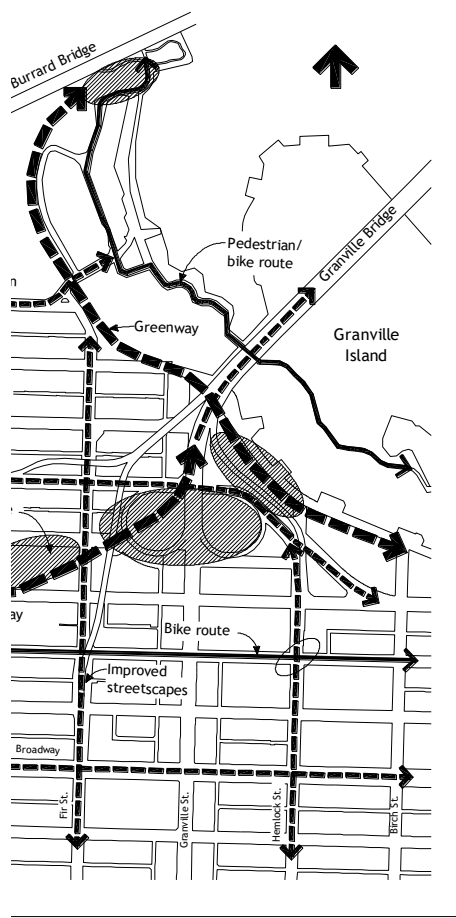 Burrard Bridge
Pedestrian/
bike route
Granville Bridge
n
Greenway
Granville
Island
ay
Bike route
Improved
streetscapes
Broadway
Fir St.
Granville St.
Hemlock St.
Birch St.